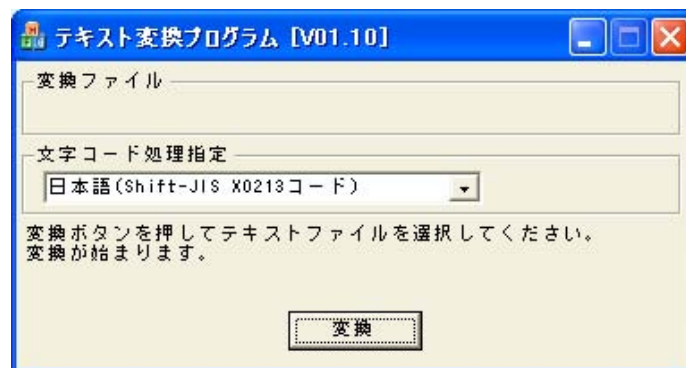 テキスト変換プログラム [V01.10]
変換ファイル
文字コード処理指定
日本語(Shift-JIS X0213コード)
変換ボタンを押してテキストファイルを選択してください。
変換が始まります。
変換